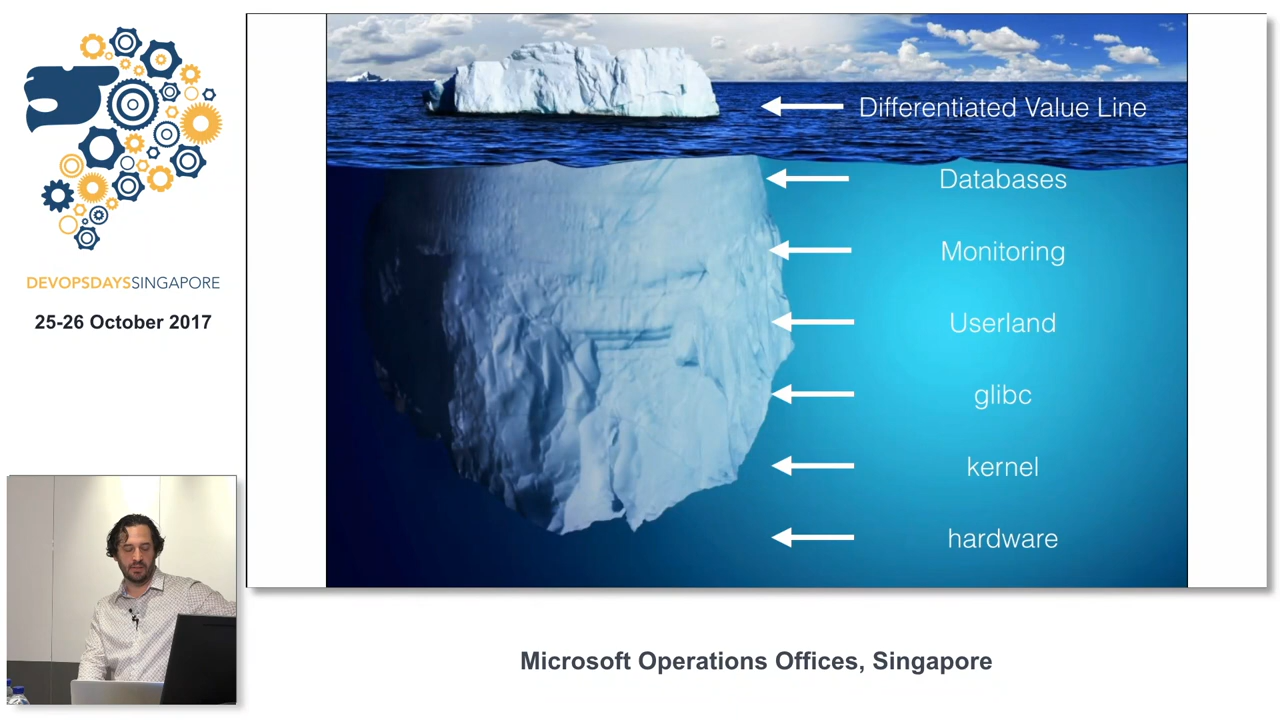 DEVOPSDAYSSINGAPORE
25-26 October 2017
Differentiated Value Line
Databases
Monitoring
Userland
glibc
kernel
hardware
Microsoft Operations Offices, Singapore